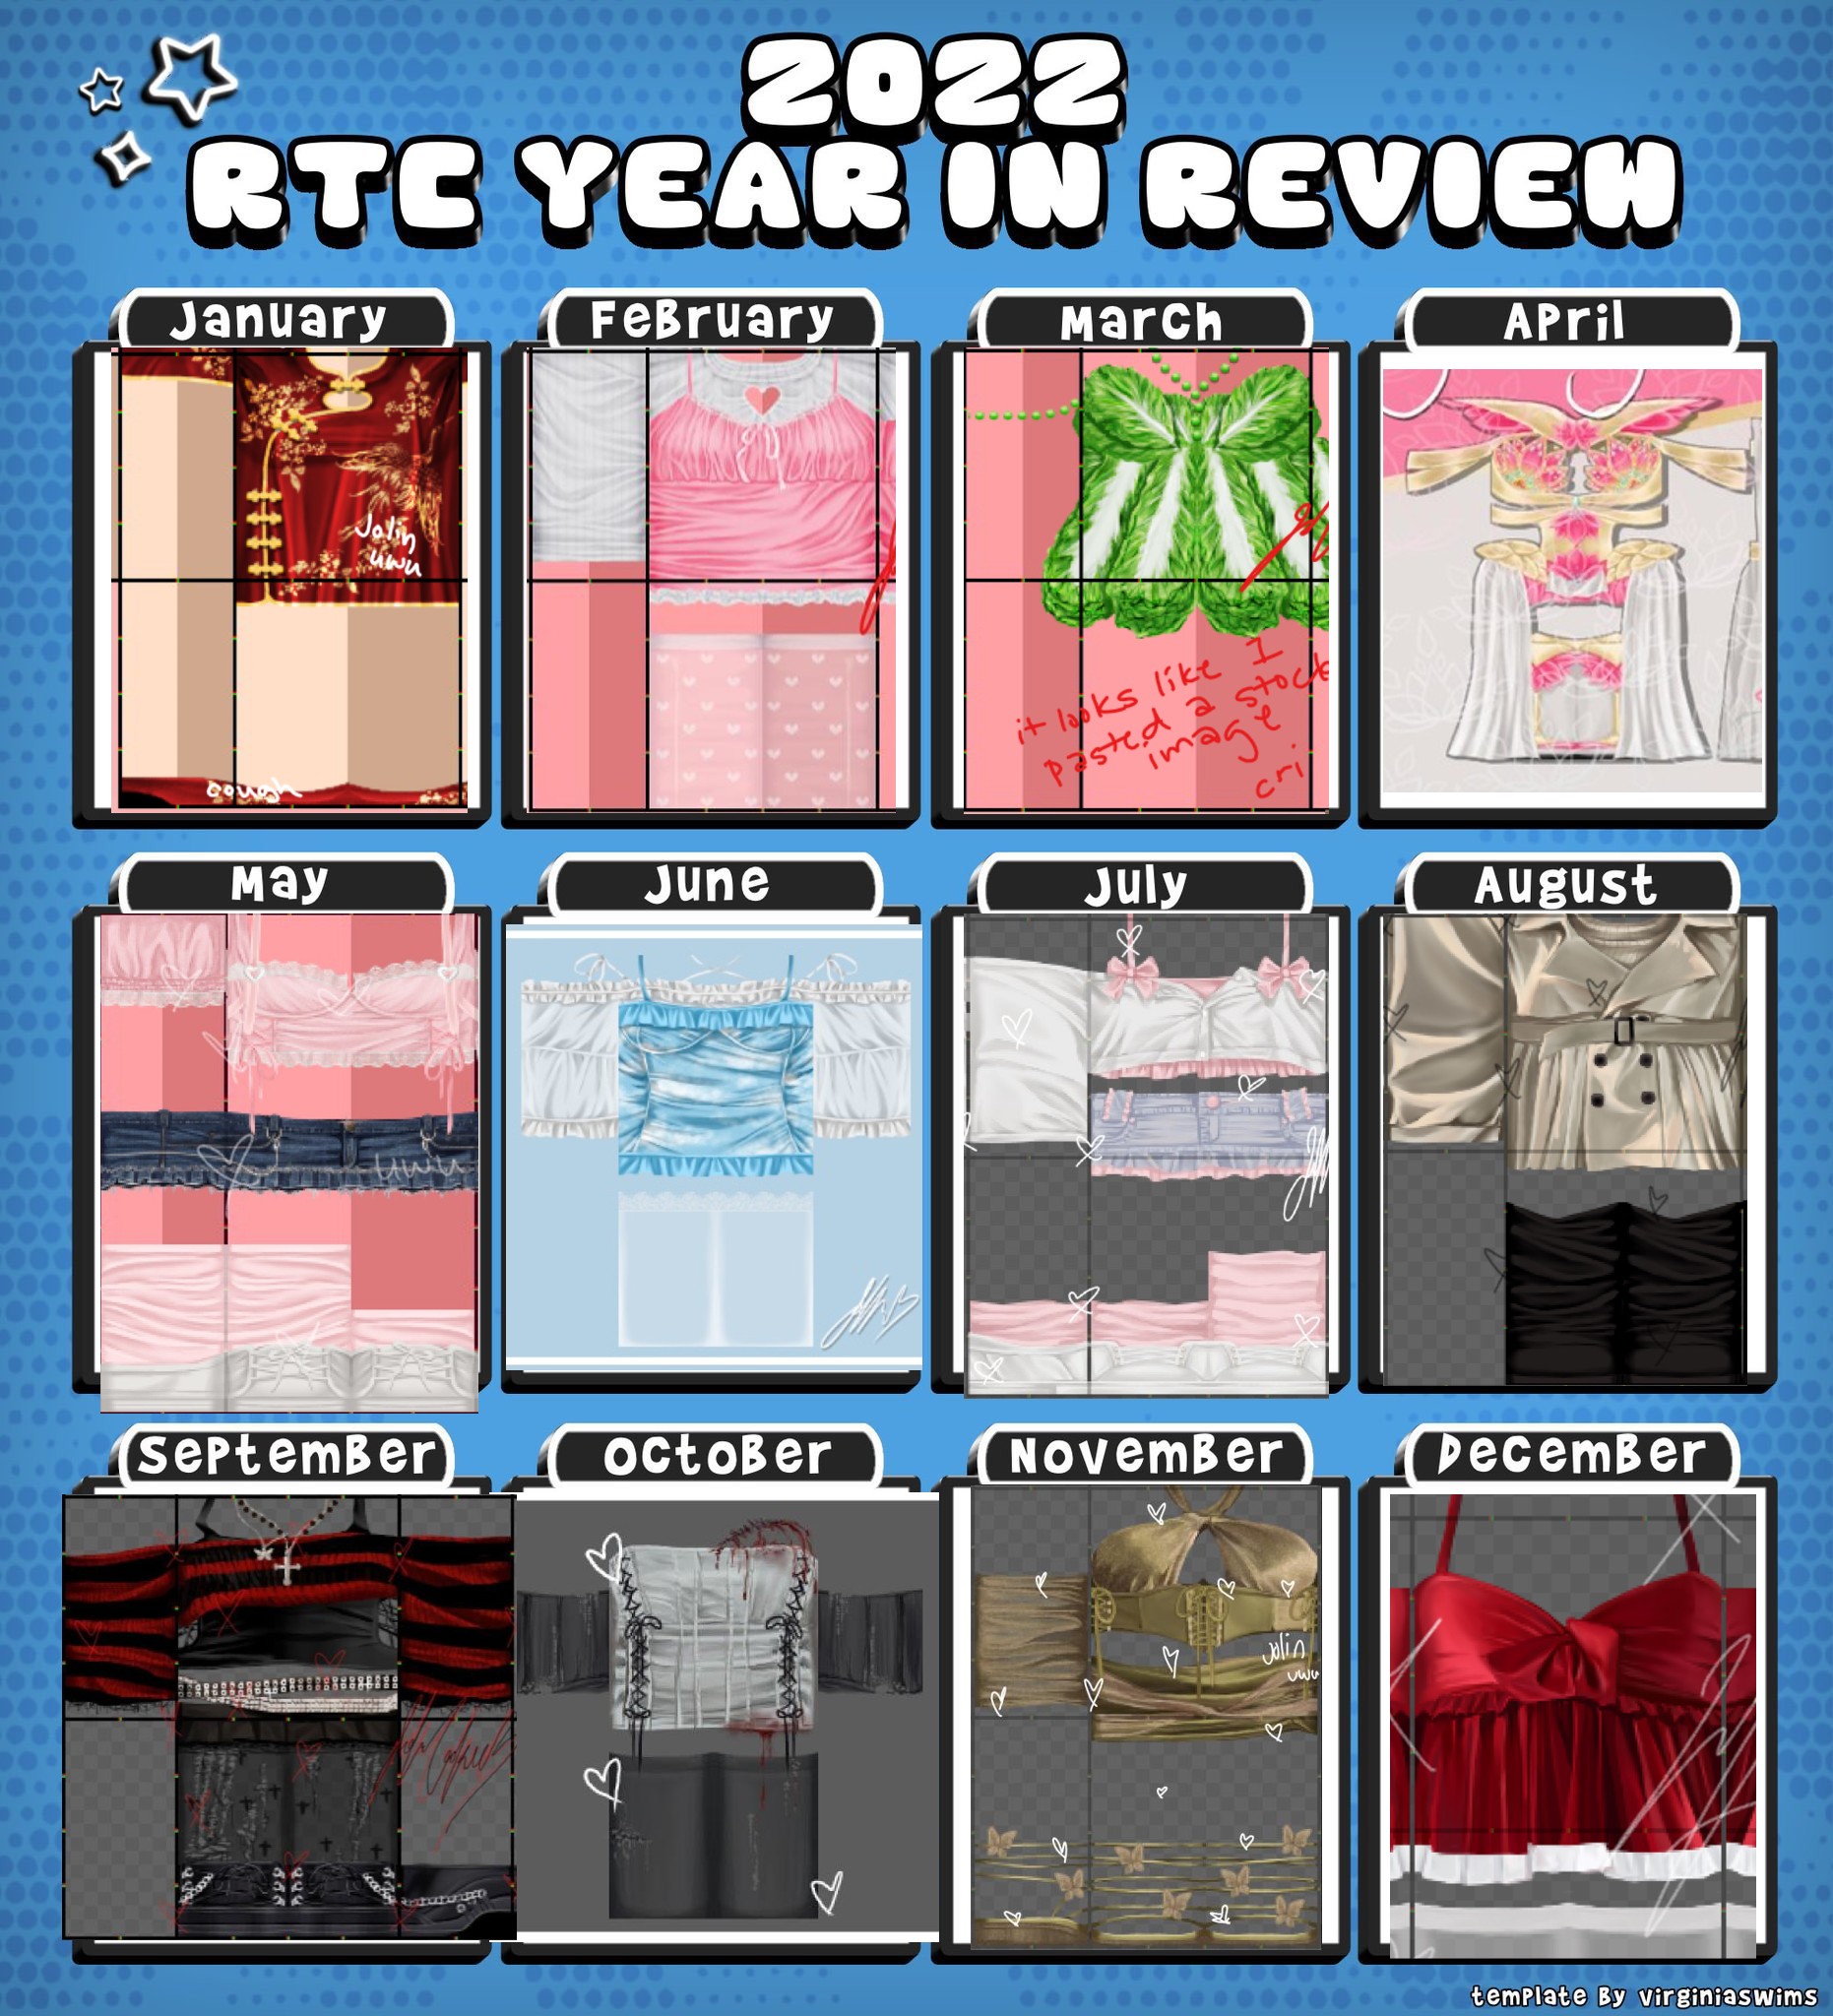 2022
RTC YEAR IN REVIEW
January
February
March
April
Jolin
uwu
cough
it looks like I
pasted a stock
image
cri
May
June
July
August
uwu
September
October
November
December
jolin
uwu
template By virginiaswims